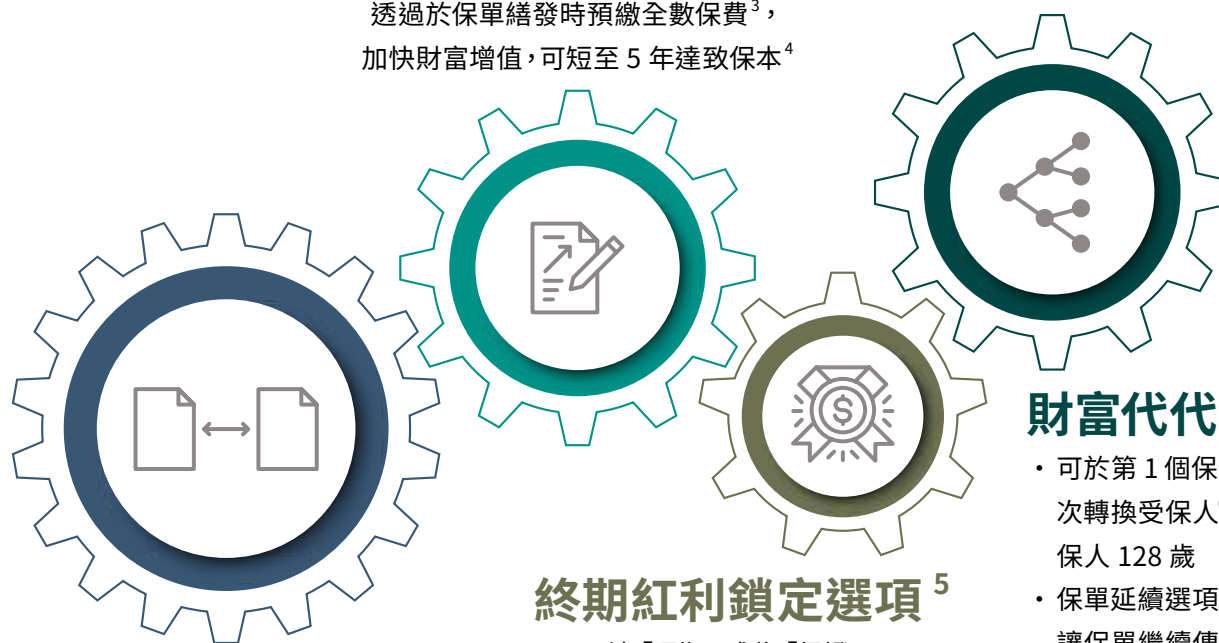 透過於保單繕發時預繳全數保費3，
加快財富增值，可短至 5 年達致保本4
$
終期紅利鎖定選項5
財富代代
・可於第 1 個保
次轉換受保人
保人 128 歲
・保單延續選項